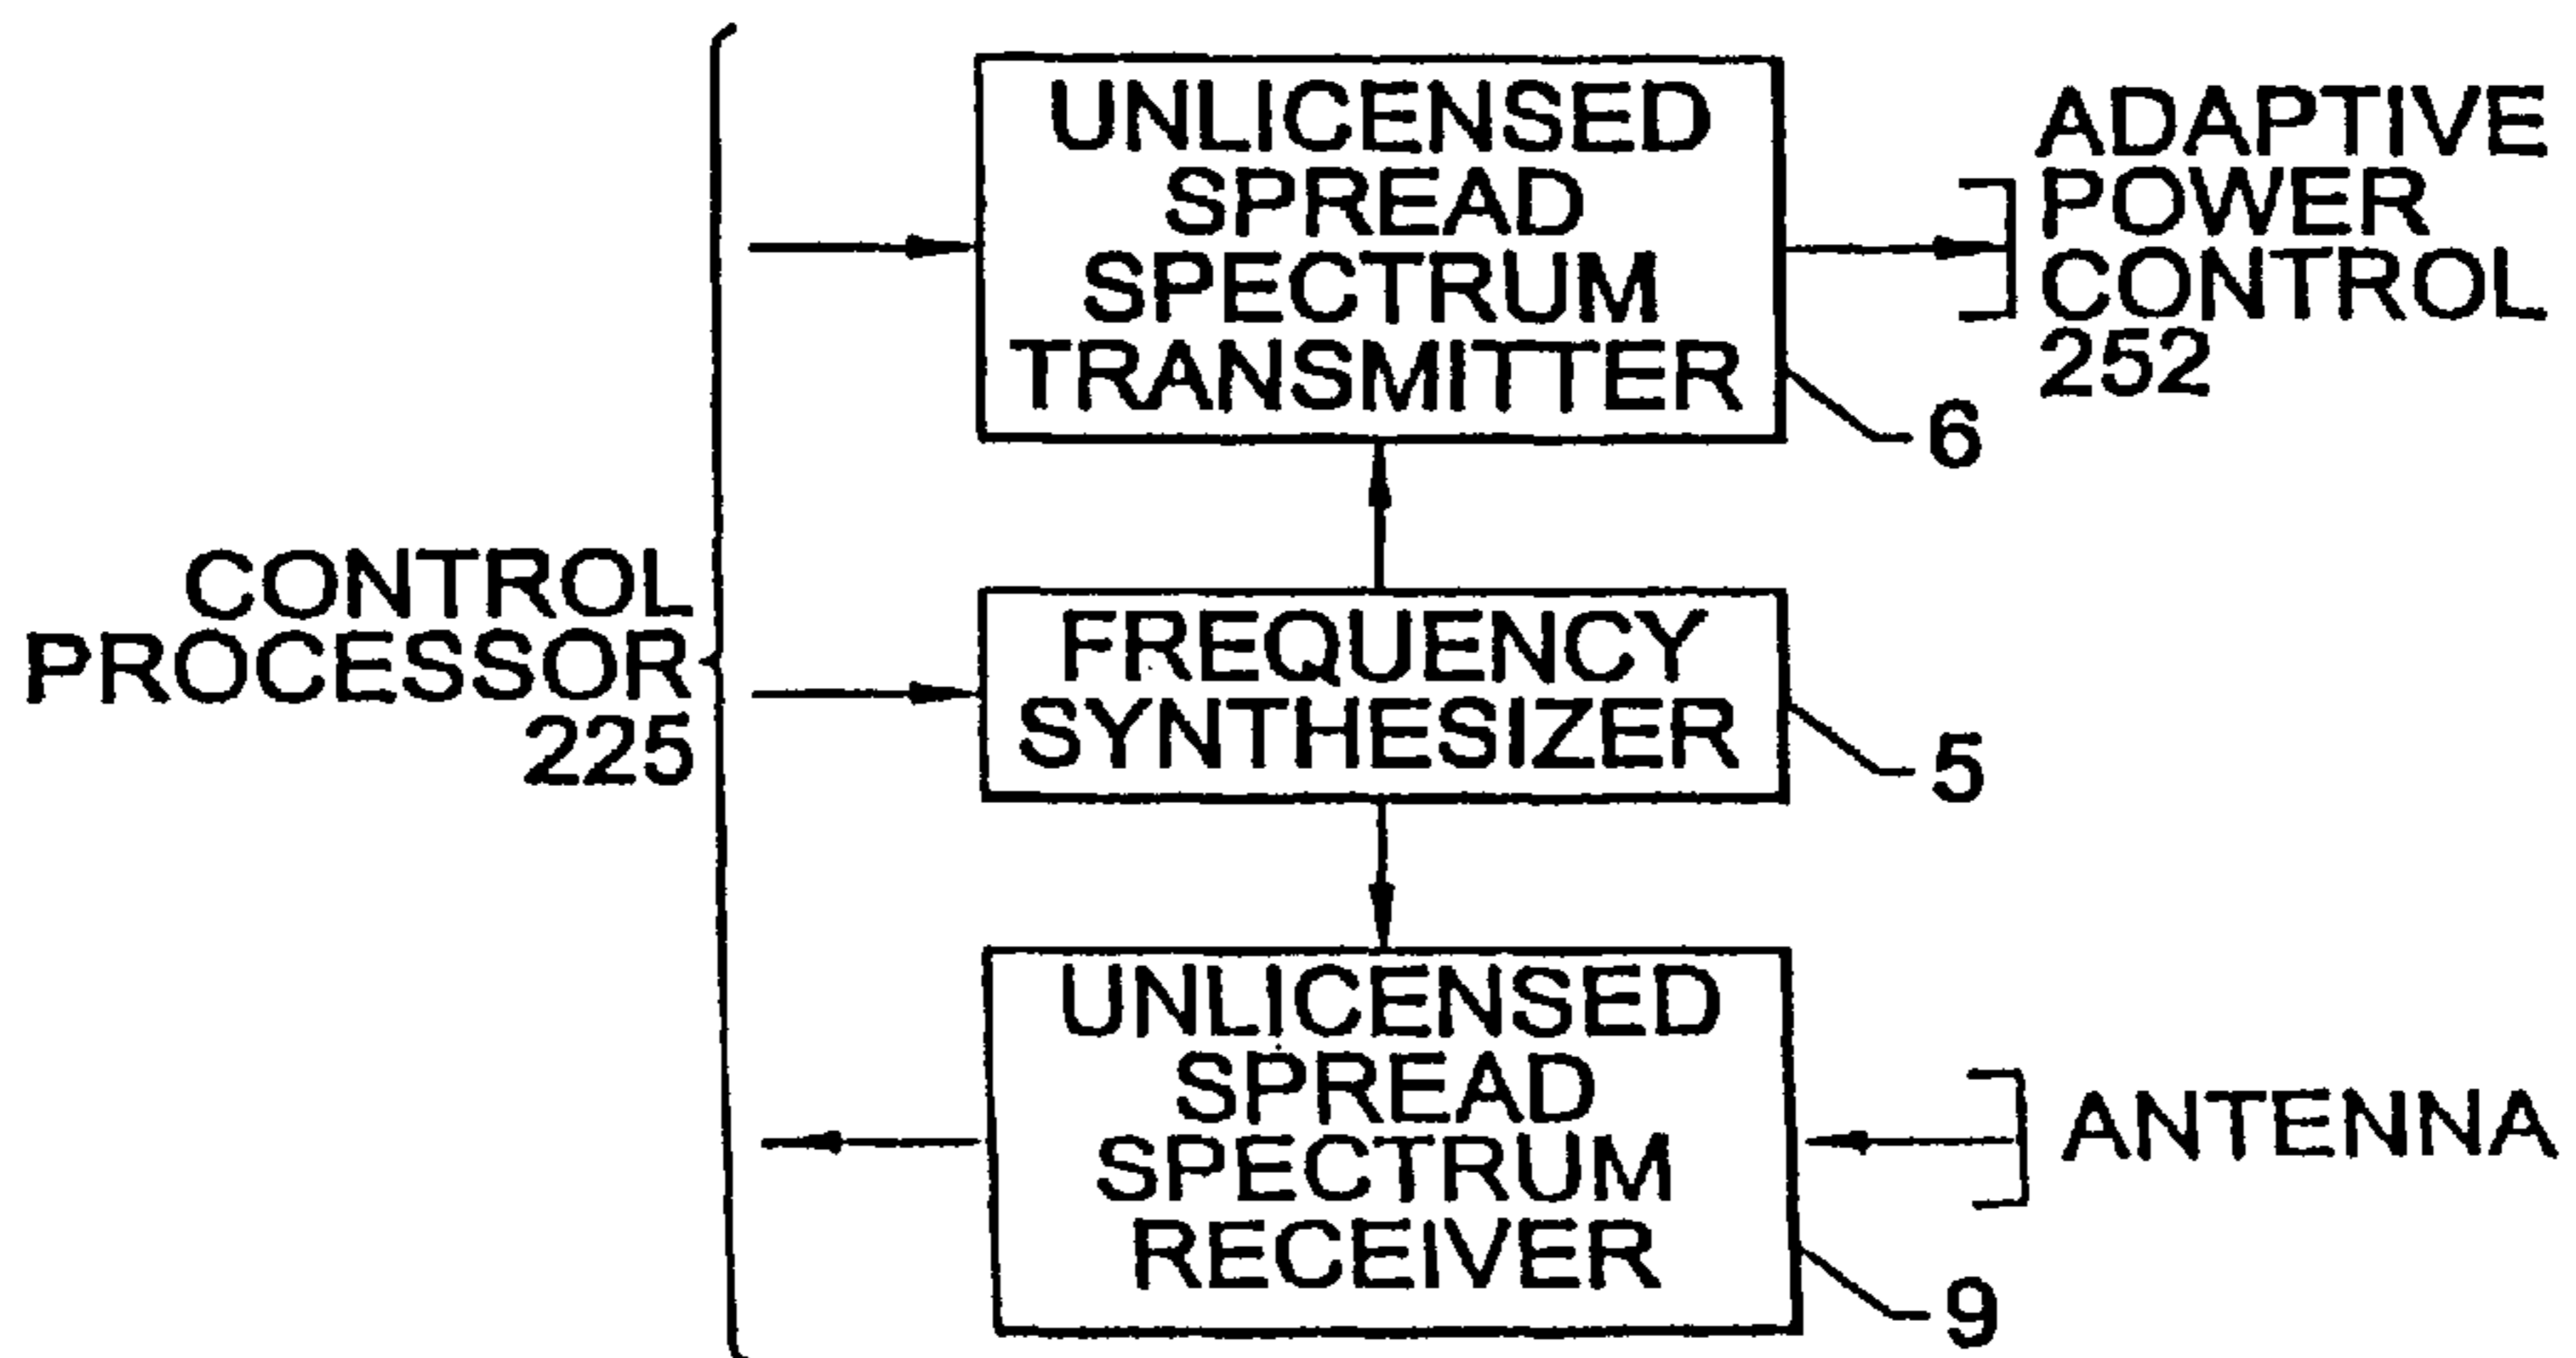 UNLICENSED
SPREAD
SPECTRUM
TRANSMITTER
6
ADAPTIVE
POWER
CONTROL
252
CONTROL
PROCESSOR
225
FREQUENCY
SYNTHESIZER
5
UNLICENSED
SPREAD
SPECTRUM
RECEIVER
9
ANTENNA